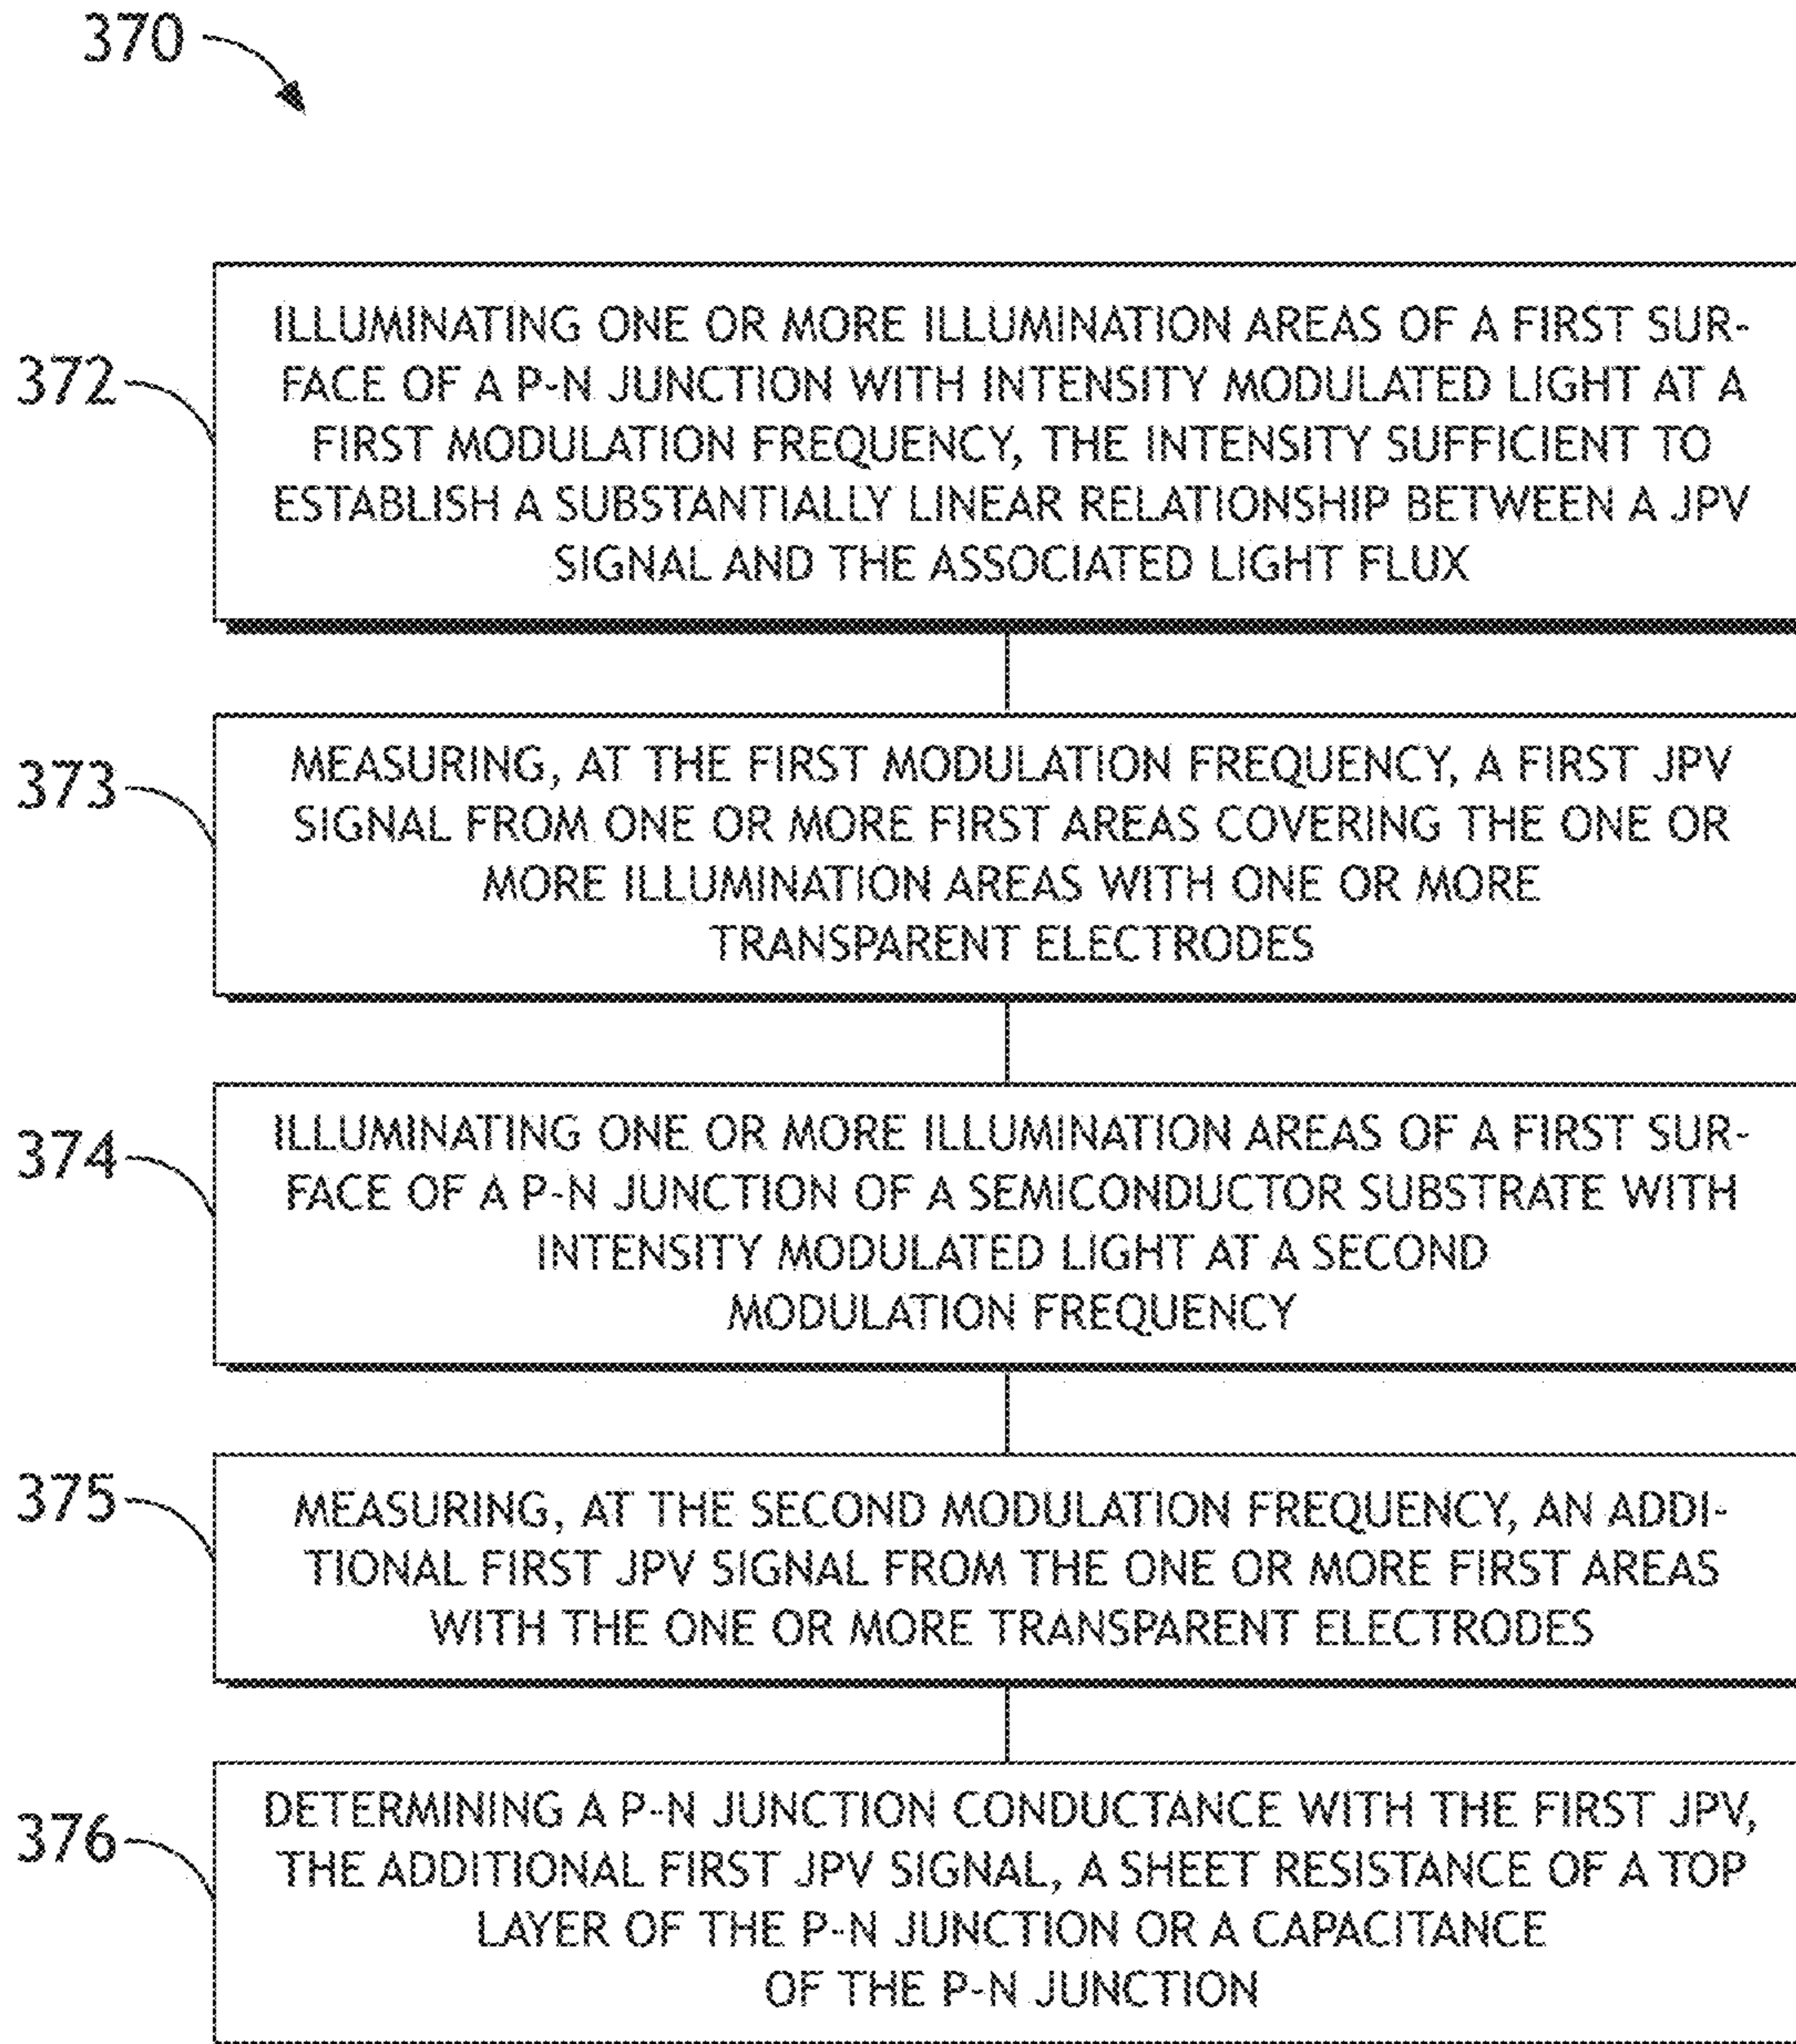 370
372
ILLUMINATING ONE OR MORE ILLUMINATION AREAS OF A FIRST SUR-
FACE OF A P-N JUNCTION WITH INTENSITY MODULATED LIGHT AT A
FIRST MODULATION FREQUENCY, THE INTENSITY SUFFICIENT TO
ESTABLISH A SUBSTANTIALLY LINEAR RELATIONSHIP BETWEEN A JPV
SIGNAL AND THE ASSOCIATED LIGHT FLUX
373
MEASURING, AT THE FIRST MODULATION FREQUENCY, A FIRST JPV
SIGNAL FROM ONE OR MORE FIRST AREAS COVERING THE ONE OR
MORE ILLUMINATION AREAS WITH ONE OR MORE
TRANSPARENT ELECTRODES
374
ILLUMINATING ONE OR MORE ILLUMINATION AREAS OF A FIRST SUR-
FACE OF A P-N JUNCTION OF A SEMICONDUCTOR SUBSTRATE WITH
INTENSITY MODULATED LIGHT AT A SECOND
MODULATION FREQUENCY
375
MEASURING, AT THE SECOND MODULATION FREQUENCY, AN ADDI-
TIONAL FIRST JPV SIGNAL FROM THE ONE OR MORE FIRST AREAS
WITH THE ONE OR MORE TRANSPARENT ELECTRODES
376
DETERMINING A P-N JUNCTION CONDUCTANCE WITH THE FIRST JPV,
THE ADDITIONAL FIRST JPV SIGNAL, A SHEET RESISTANCE OF A TOP
LAYER OF THE P-N JUNCTION OR A CAPACITANCE
OF THE P-N JUNCTION